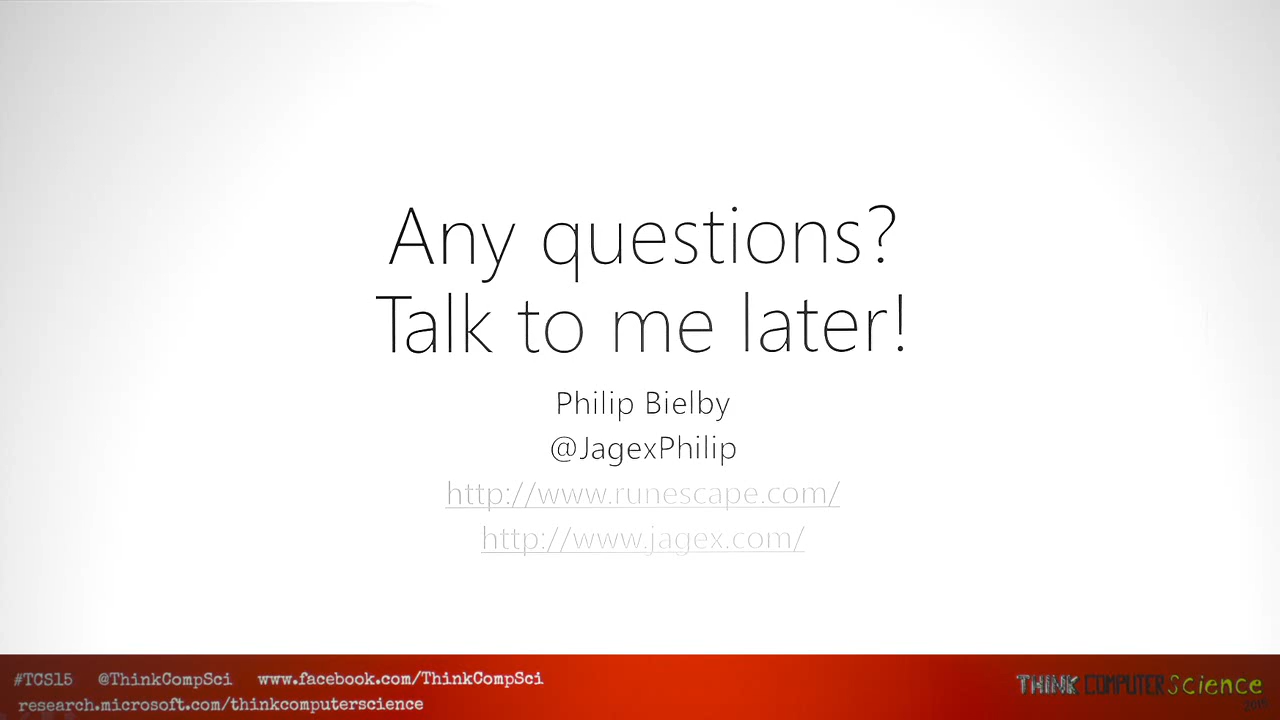 Any questions?
Talk to me later!
Philip Bielby
@JagexPhilip
http://www.runescape.com/
http://www.jagex.com/
#TCS15 @ThinkCompSci www.facebook.com/ThinkCompSci
research.microsoft.com/thinkcomputerscience
THINK COMPUTER Science
2015